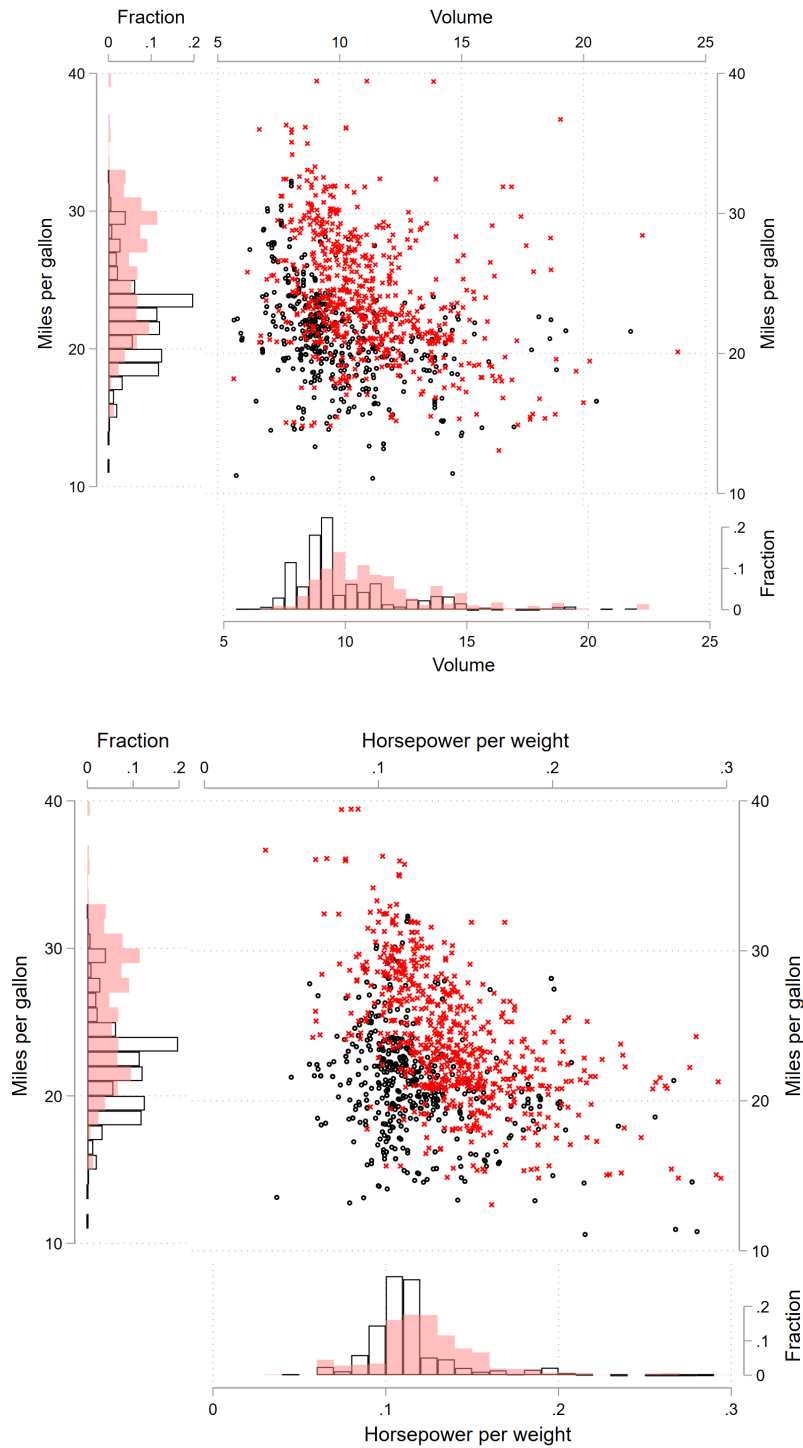 Fraction Volume
0 .1 .2 5 10 15 20 25
40 40
30 30
20 20
10 10
Miles per gallon Miles per gallon
.2
.1
0
Fraction
5 10 15 20 25
Volume
Fraction Horsepower per weight
0 .1 .2 0 .1 .2 .3
40 40
30 30
20 20
10 10
Miles per gallon Miles per gallon
.2
.1
0
Fraction
0 .1 .2 .3
Horsepower per weight